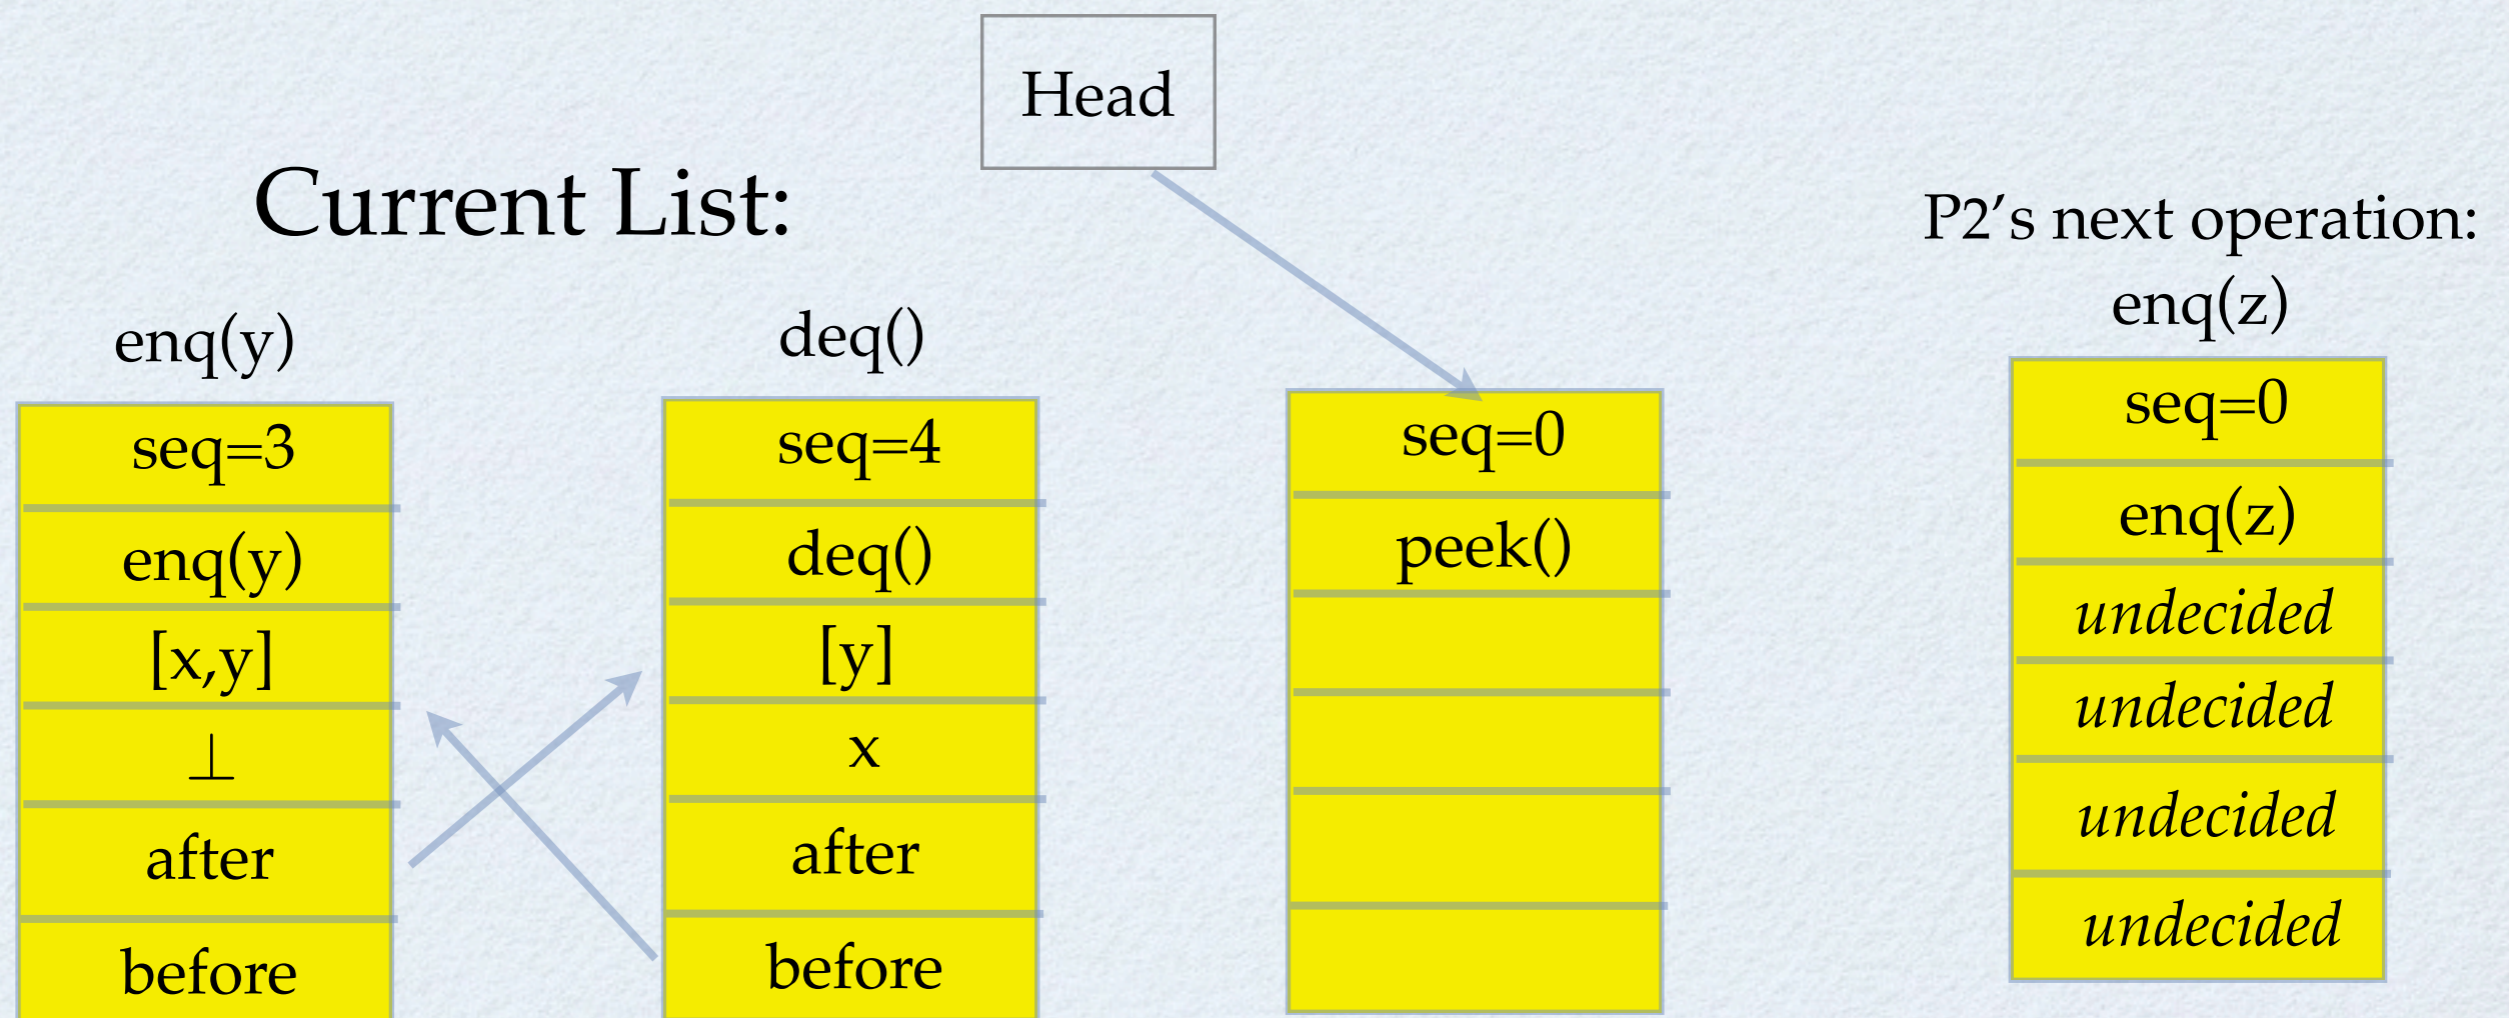 Head
Current List:
P2’s next operation:
enq(z)
enq(y)
seq=3
enq(y)
[x,y]
⊥
after
before
deq()
seq=4
deq()
[y]
x
after
before
seq=0
peek()
seq=0
enq(z)
undecided
undecided
undecided
undecided